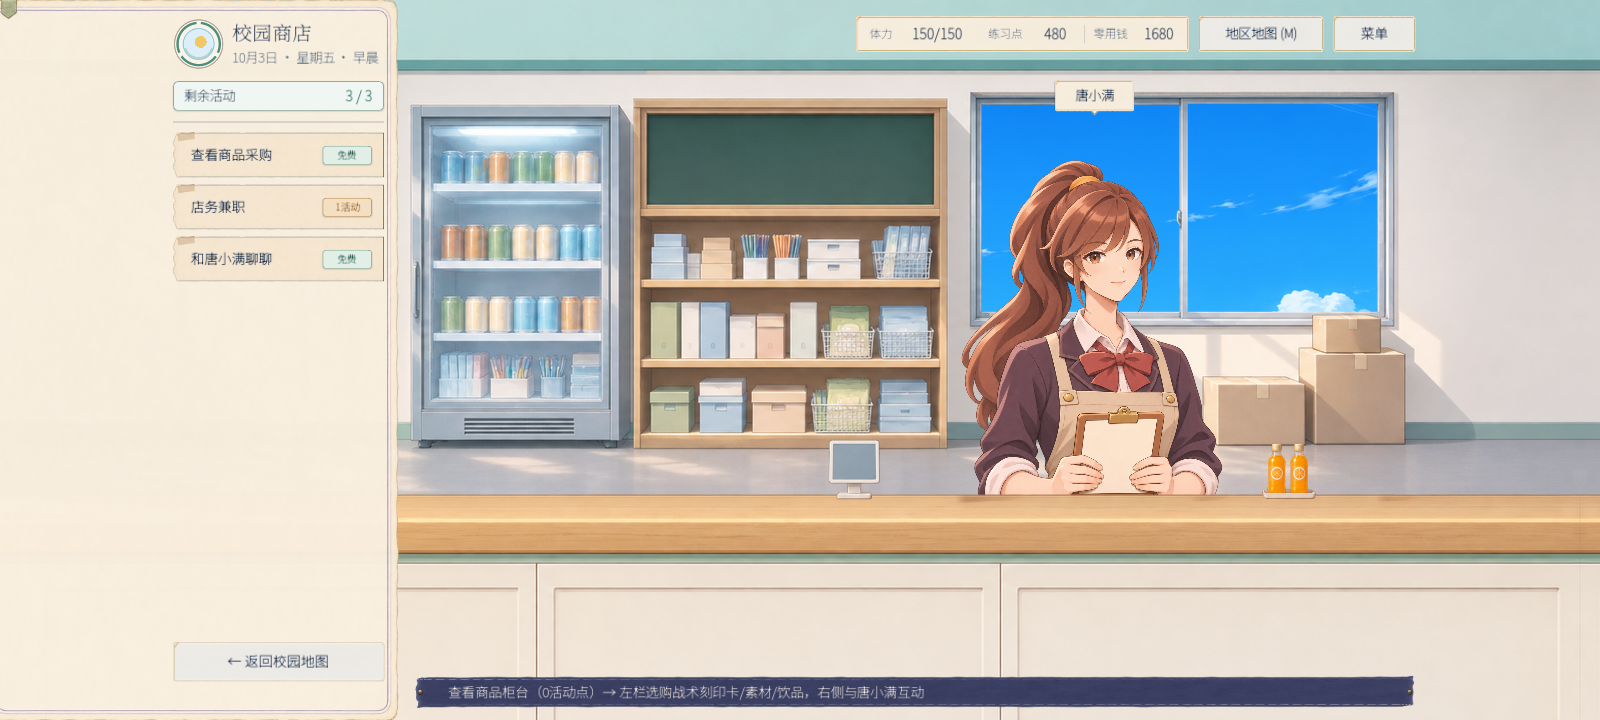 校园商店
10月3日 · 星期五 · 早晨
剩余活动 3 / 3
查看商品采购 免费
店务兼职 1活动
和唐小满聊聊 免费
← 返回校园地图
体力 150/150 练习点 480 零用钱 1680
地区地图 (M)
菜单
唐小满
查看商品柜台（0活动点）→ 左栏选购战术刻印卡/素材/饮品，右侧与唐小满互动